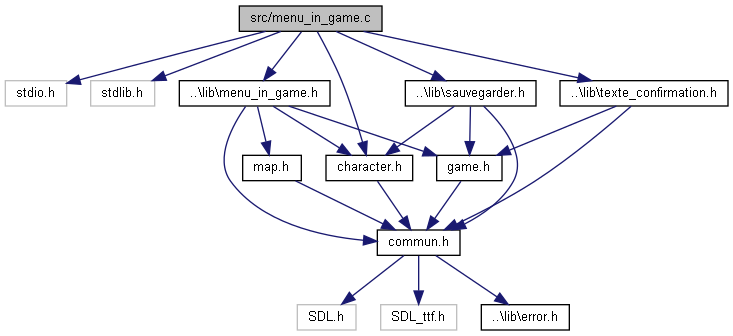 src/menu_in_game.c
stdio.h
stdlib.h
..\lib\menu_in_game.h
..\lib\sauvegarder.h
..\lib\texte_confirmation.h
map.h
character.h
game.h
commun.h
SDL.h
SDL_ttf.h
..\lib\error.h